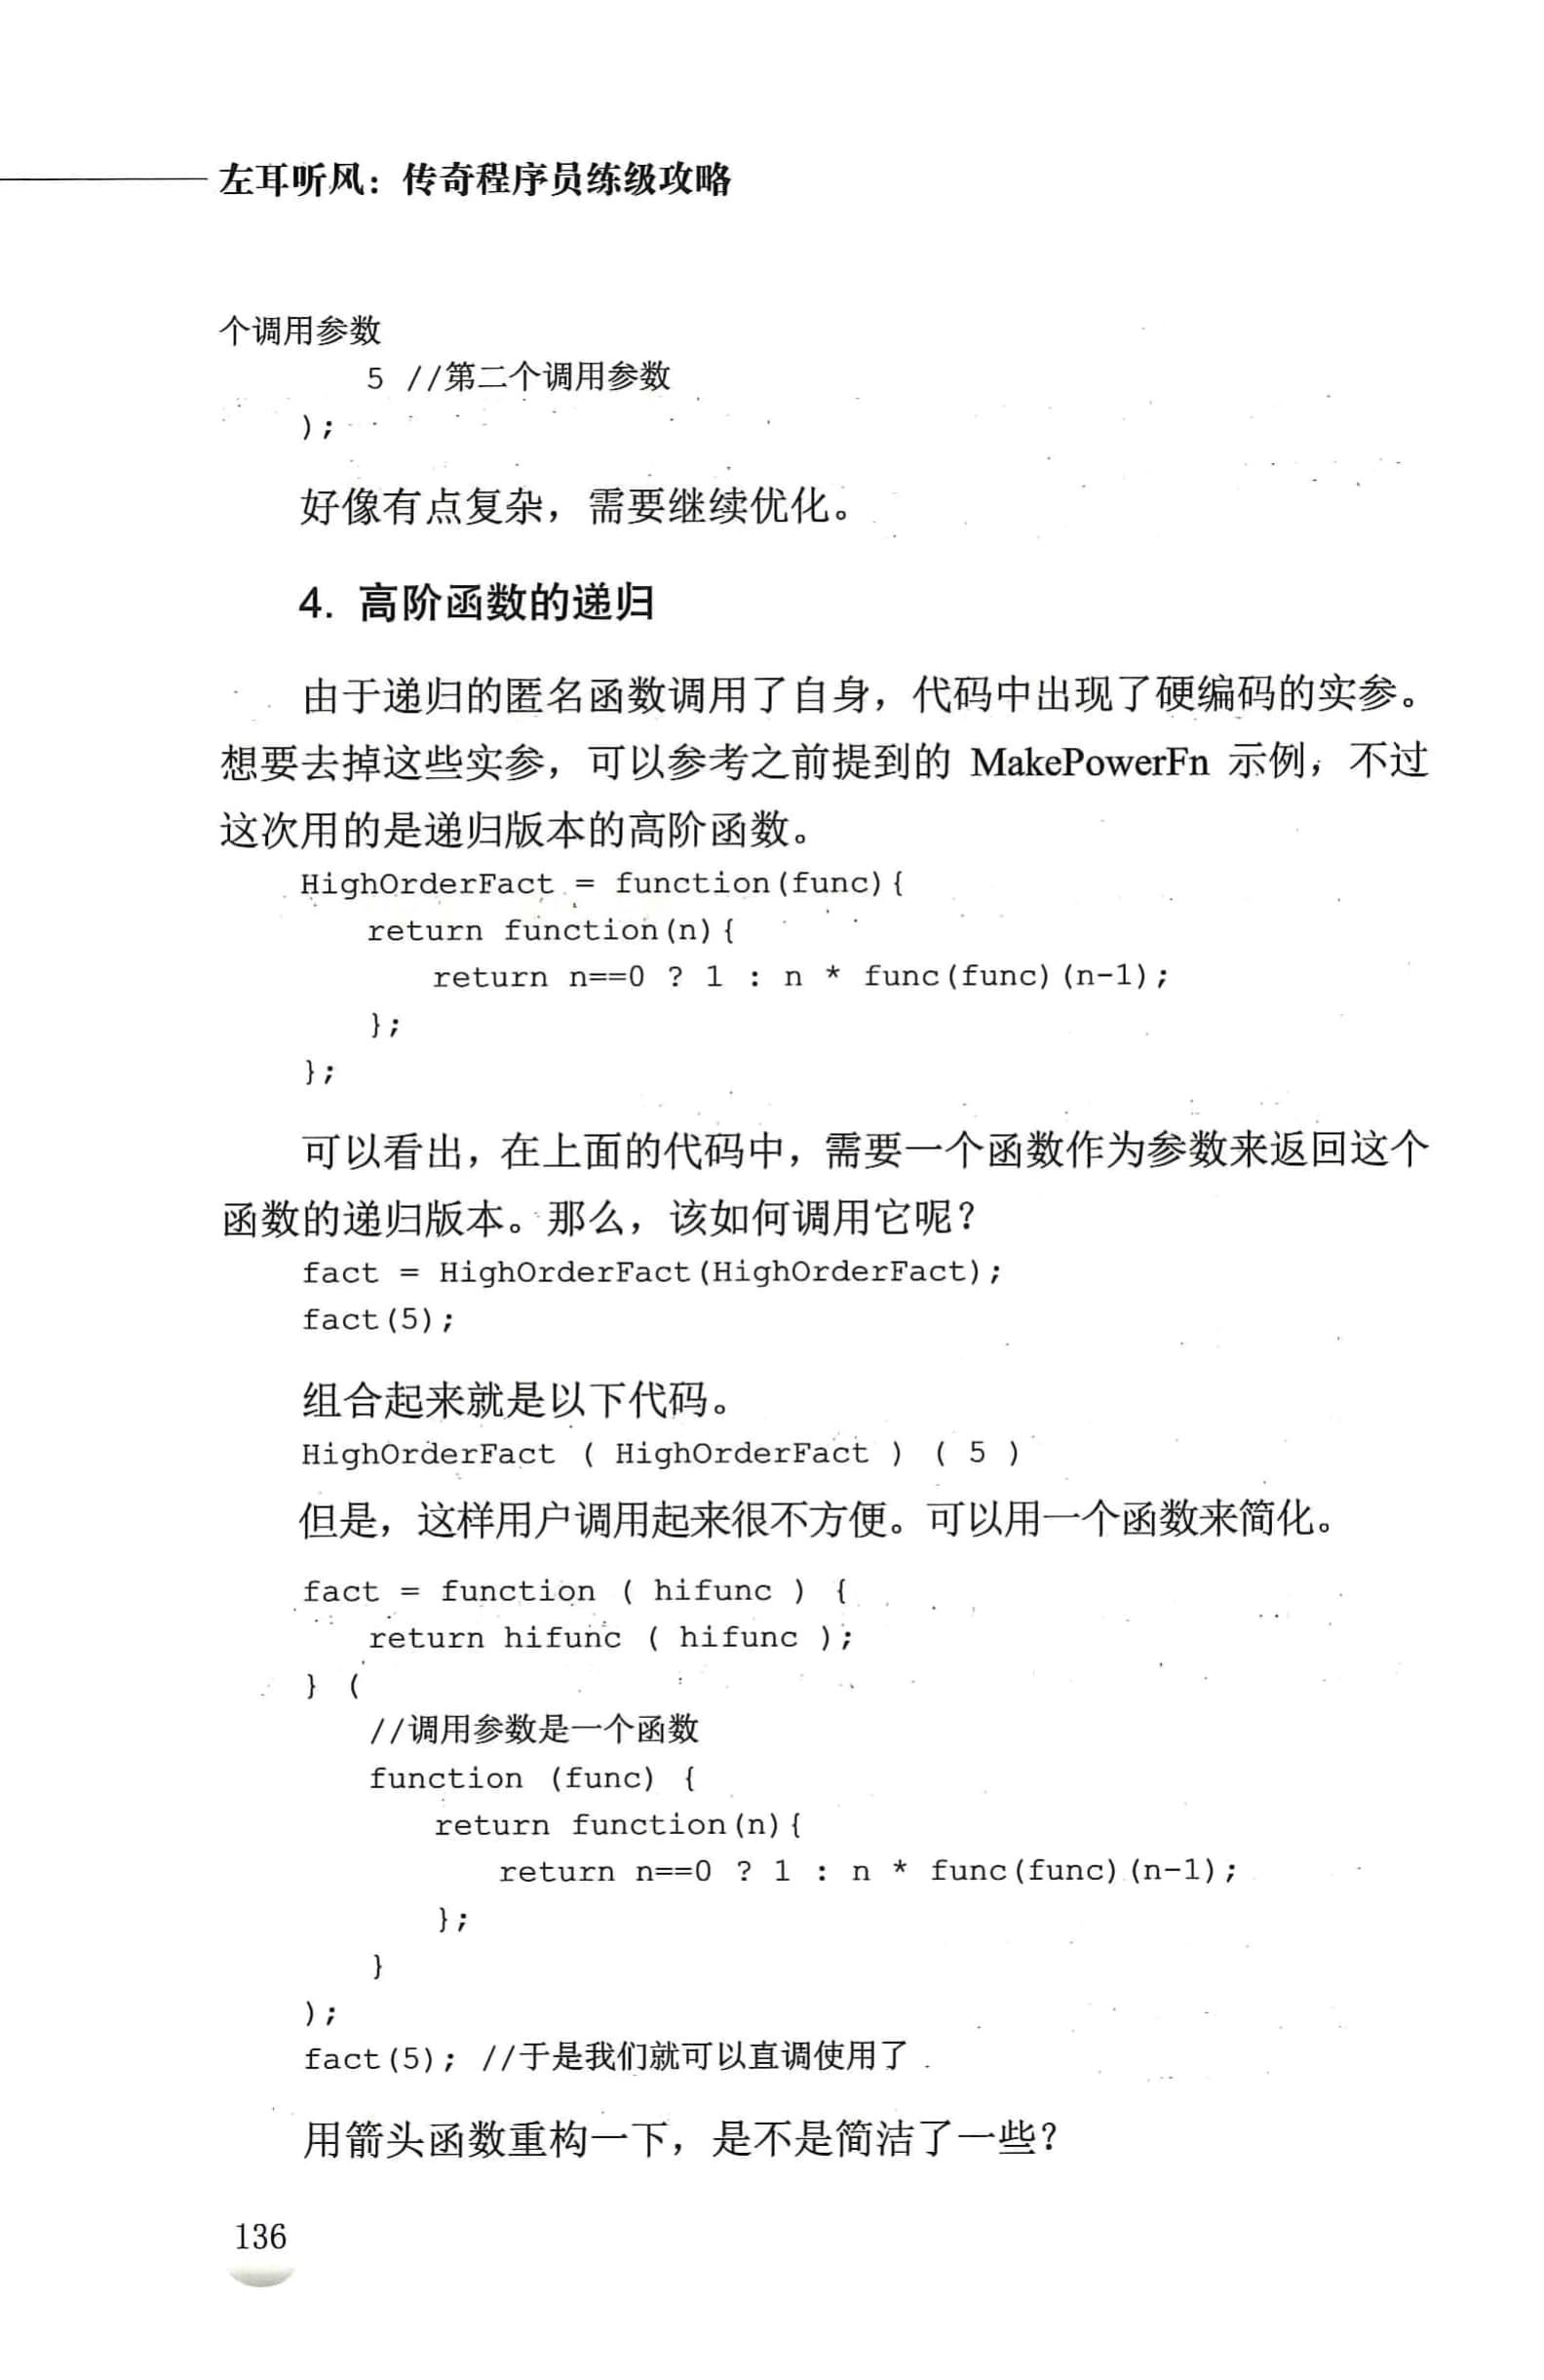 左耳听风：传奇程序员练级攻略
个调用参数
5 //第二个调用参数
);
好像有点复杂，需要继续优化。
4. 高阶函数的递归
由于递归的匿名函数调用了自身，代码中出现了硬编码的实参。
想要去掉这些实参，可以参考之前提到的 MakePowerFn 示例，不过
这次用的是递归版本的高阶函数。
HighOrderFact = function(func){
return function(n){
return n==0 ? 1 : n * func(func)(n-1);
};
};
可以看出，在上面的代码中，需要一个函数作为参数来返回这个
函数的递归版本。那么，该如何调用它呢？
fact = HighOrderFact(HighOrderFact);
fact(5);
组合起来就是以下代码。
HighOrderFact ( HighOrderFact ) ( 5 )
但是，这样用户调用起来很不方便。可以用一个函数来简化。
fact = function ( hifunc ) {
return hifunc ( hifunc );
} (
//调用参数是一个函数
function (func) {
return function(n){
return n==0 ? 1 : n * func(func)(n-1);
};
}
);
fact(5); //于是我们就可以直调使用了
用箭头函数重构一下，是不是简洁了一些？
136